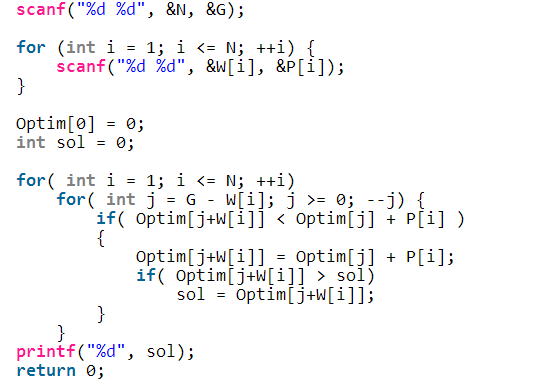 scanf("%d %d", &N, &G);
for (int i = 1; i <= N; ++i) {
scanf("%d %d", &W[i], &P[i]);
}
Optim[0] = 0;
int sol = 0;
for( int i = 1; i <= N; ++i)
for( int j = G - W[i]; j >= 0; --j) {
if( Optim[j+W[i]] < Optim[j] + P[i] )
{
Optim[j+W[i]] = Optim[j] + P[i];
if( Optim[j+W[i]] > sol)
sol = Optim[j+W[i]];
}
}
printf("%d", sol);
return 0;